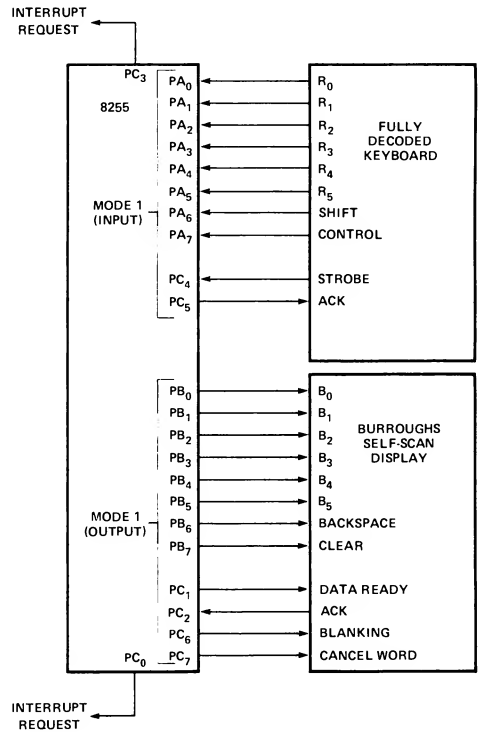 INTERRUPT
REQUEST
PC3
8255
MODE 1
(INPUT)
PA0
PA1
PA2
PA3
PA4
PA5
PA6
PA7
PC4
PC5
R0
R1
R2
R3
R4
R5
SHIFT
CONTROL
STROBE
ACK
FULLY
DECODED
KEYBOARD
MODE 1
(OUTPUT)
PB0
PB1
PB2
PB3
PB4
PB5
PB6
PB7
PC1
PC2
PC6
PC7
B0
B1
B2
B3
B4
B5
BACKSPACE
CLEAR
DATA READY
ACK
BLANKING
CANCEL WORD
BURROUGHS
SELF-SCAN
DISPLAY
PC0
INTERRUPT
REQUEST